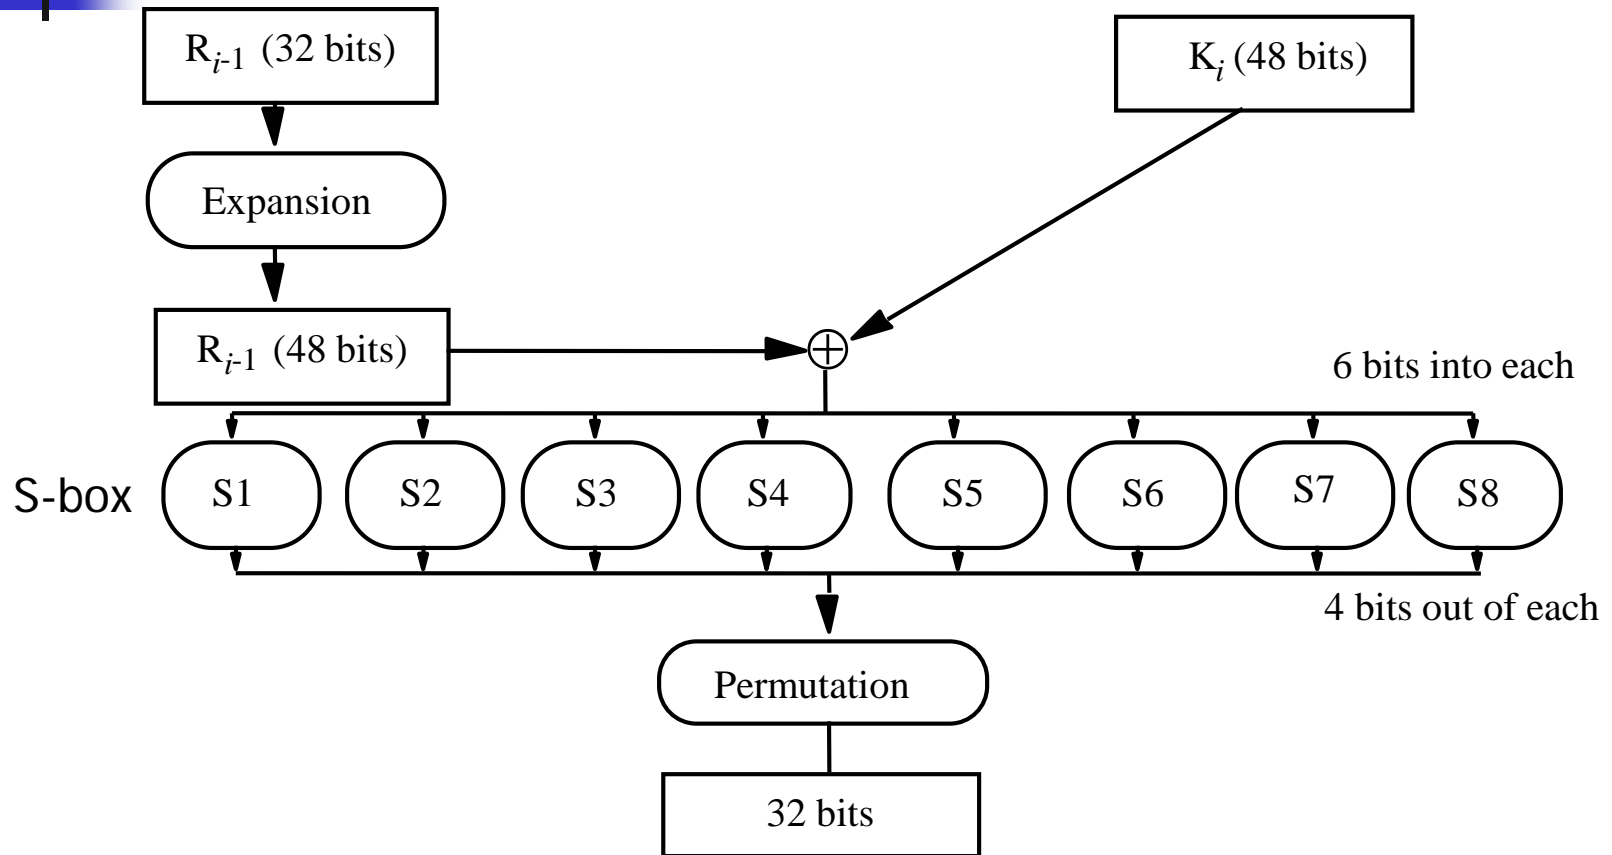 R_{i-1} (32 bits)
K_i (48 bits)
Expansion
R_{i-1} (48 bits)
6 bits into each
S-box
S1
S2
S3
S4
S5
S6
S7
S8
4 bits out of each
Permutation
32 bits